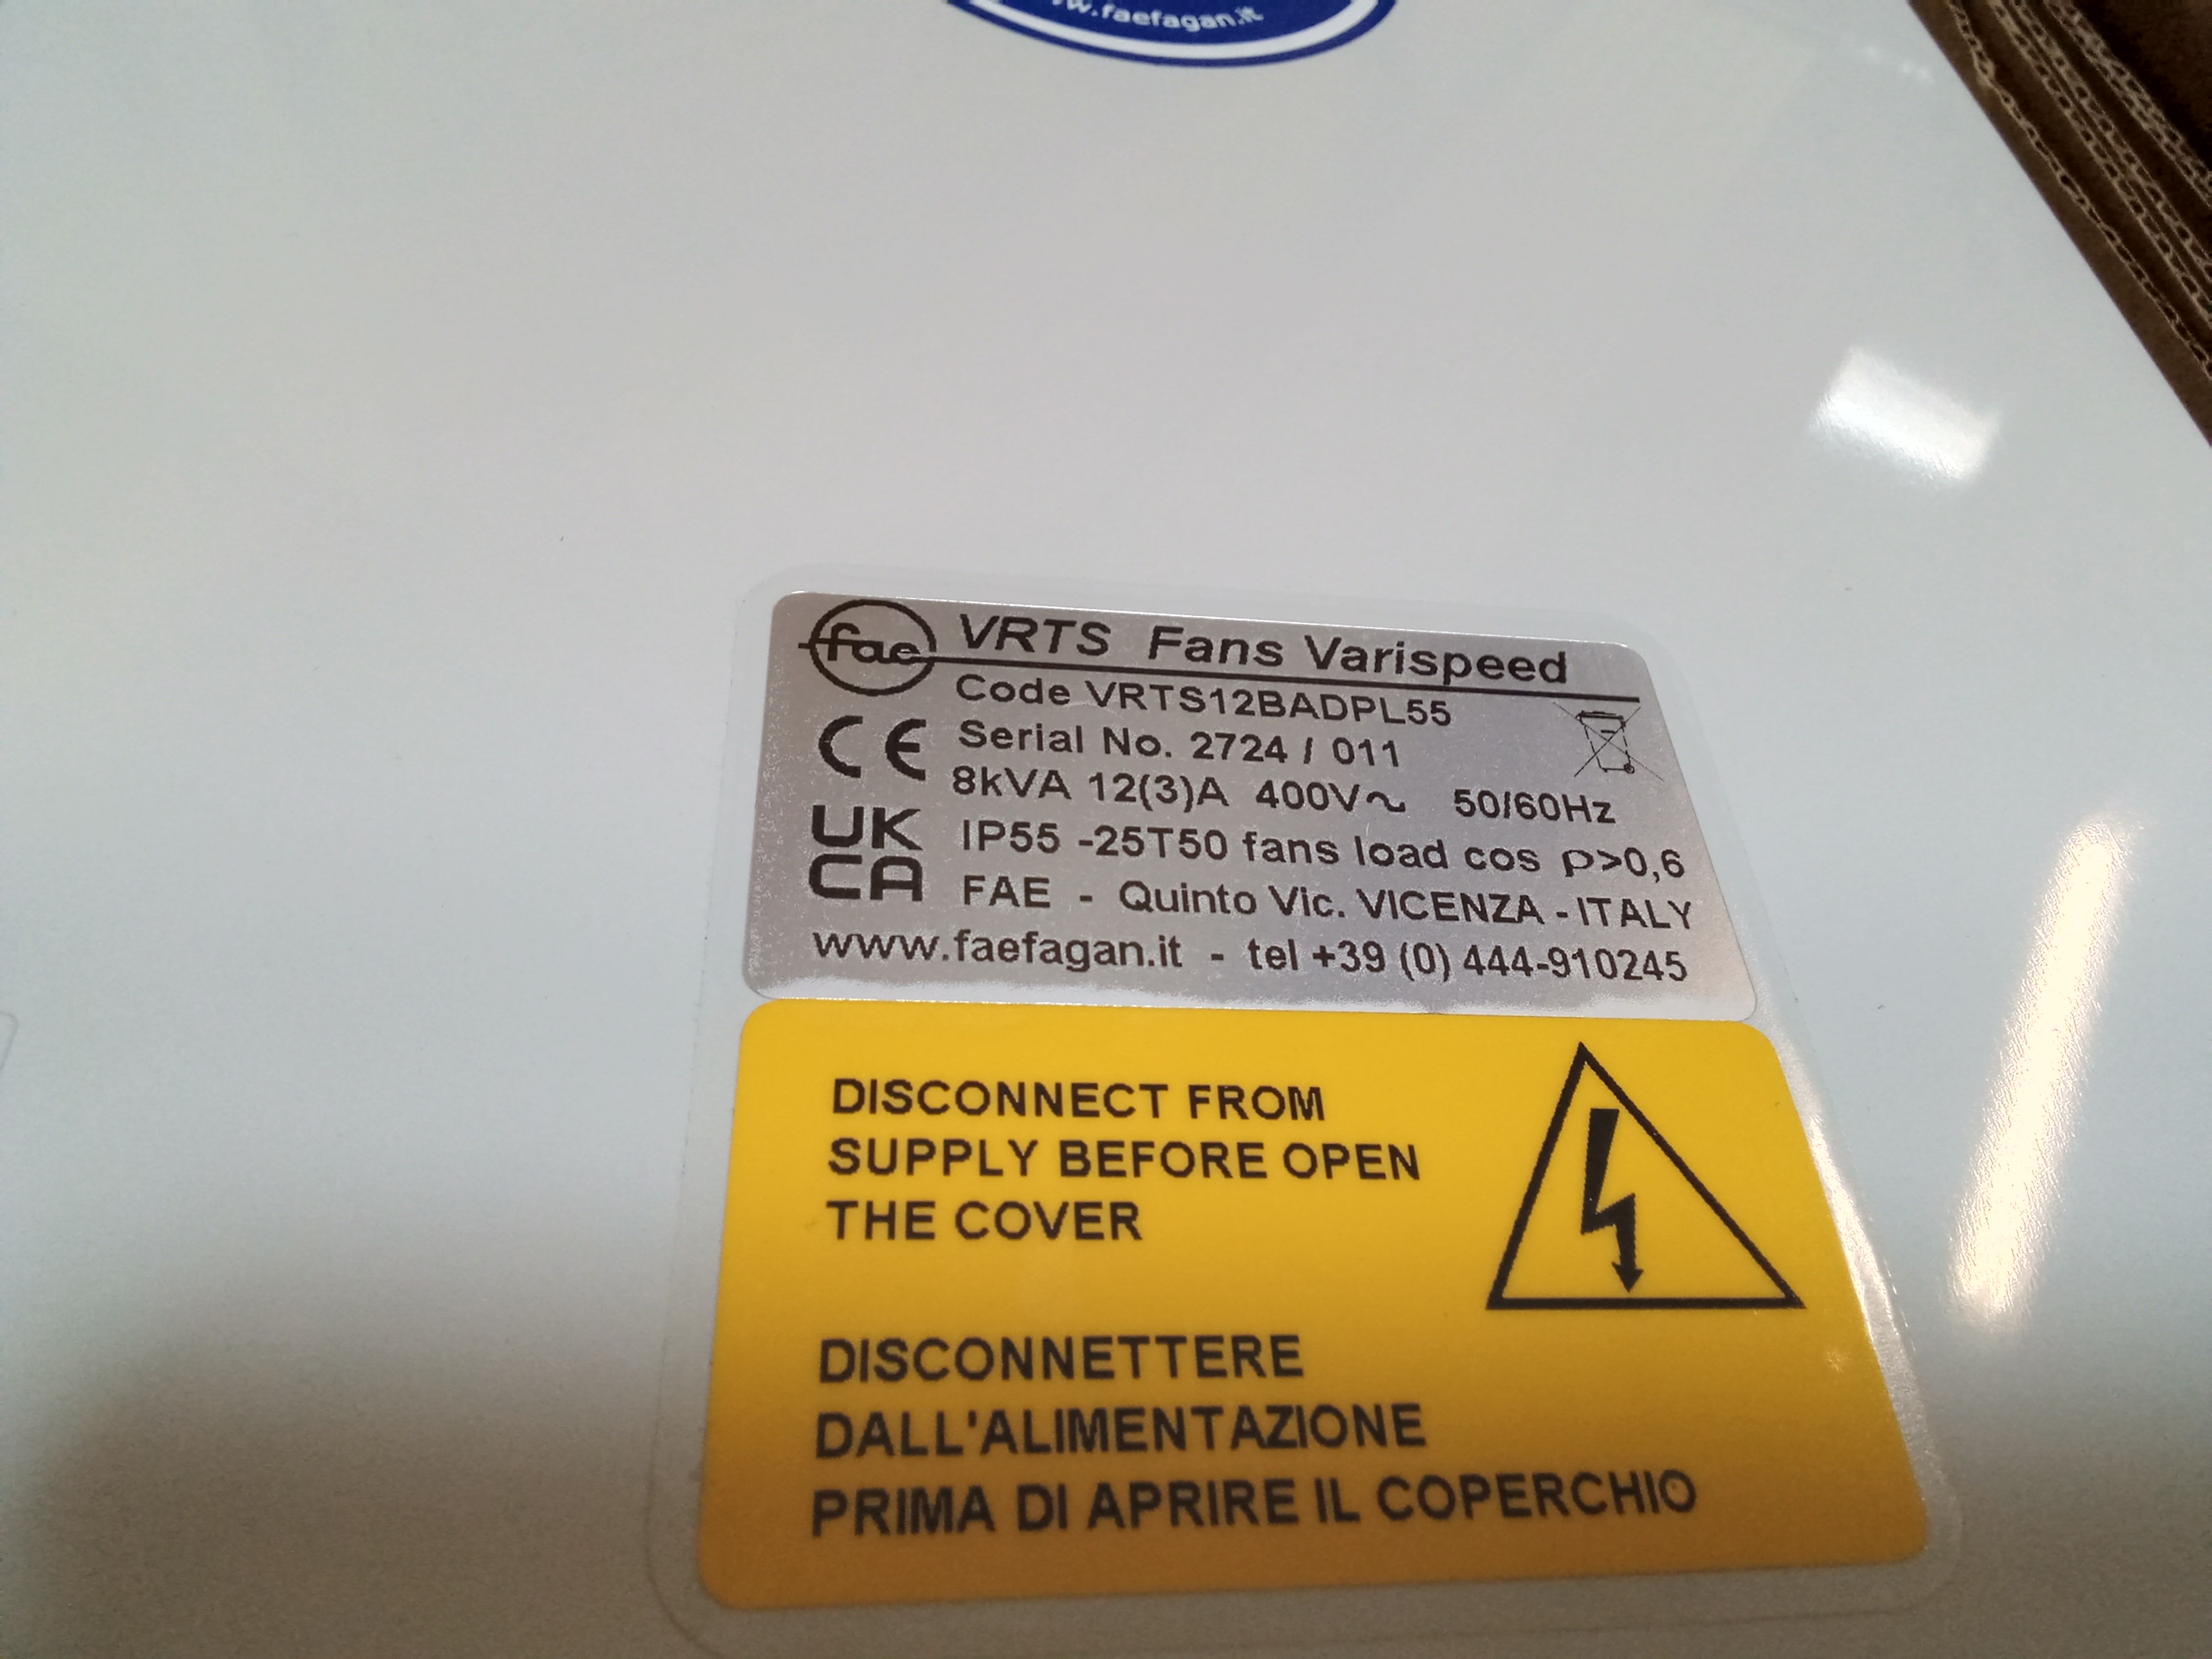 www.faefagan.it
fae VRTS Fans Varispeed
Code VRTS12BADPL55
CE Serial No. 2724 / 011
8kVA 12(3)A 400V~ 50/60Hz
UK
CA
IP55 -25T50 fans load cos ρ>0,6
FAE - Quinto Vic. VICENZA - ITALY
www.faefagan.it - tel +39 (0) 444-910245
DISCONNECT FROM
SUPPLY BEFORE OPEN
THE COVER
DISCONNETTERE
DALL'ALIMENTAZIONE
PRIMA DI APRIRE IL COPERCHIO